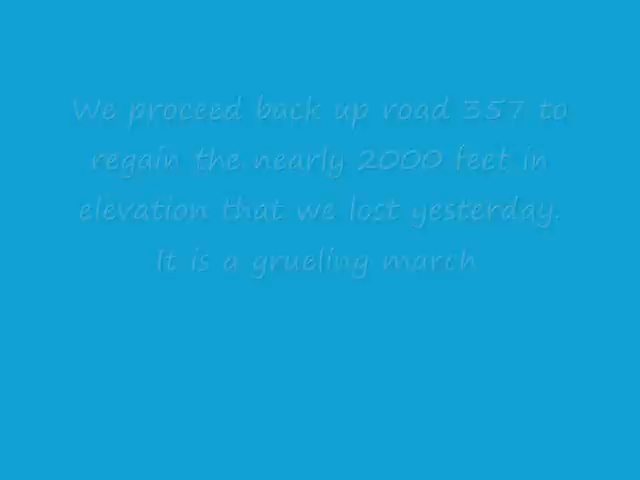 We proceed back up road 357 to
regain the nearly 2000 feet in
elevation that we lost yesterday.
It is a grueling march